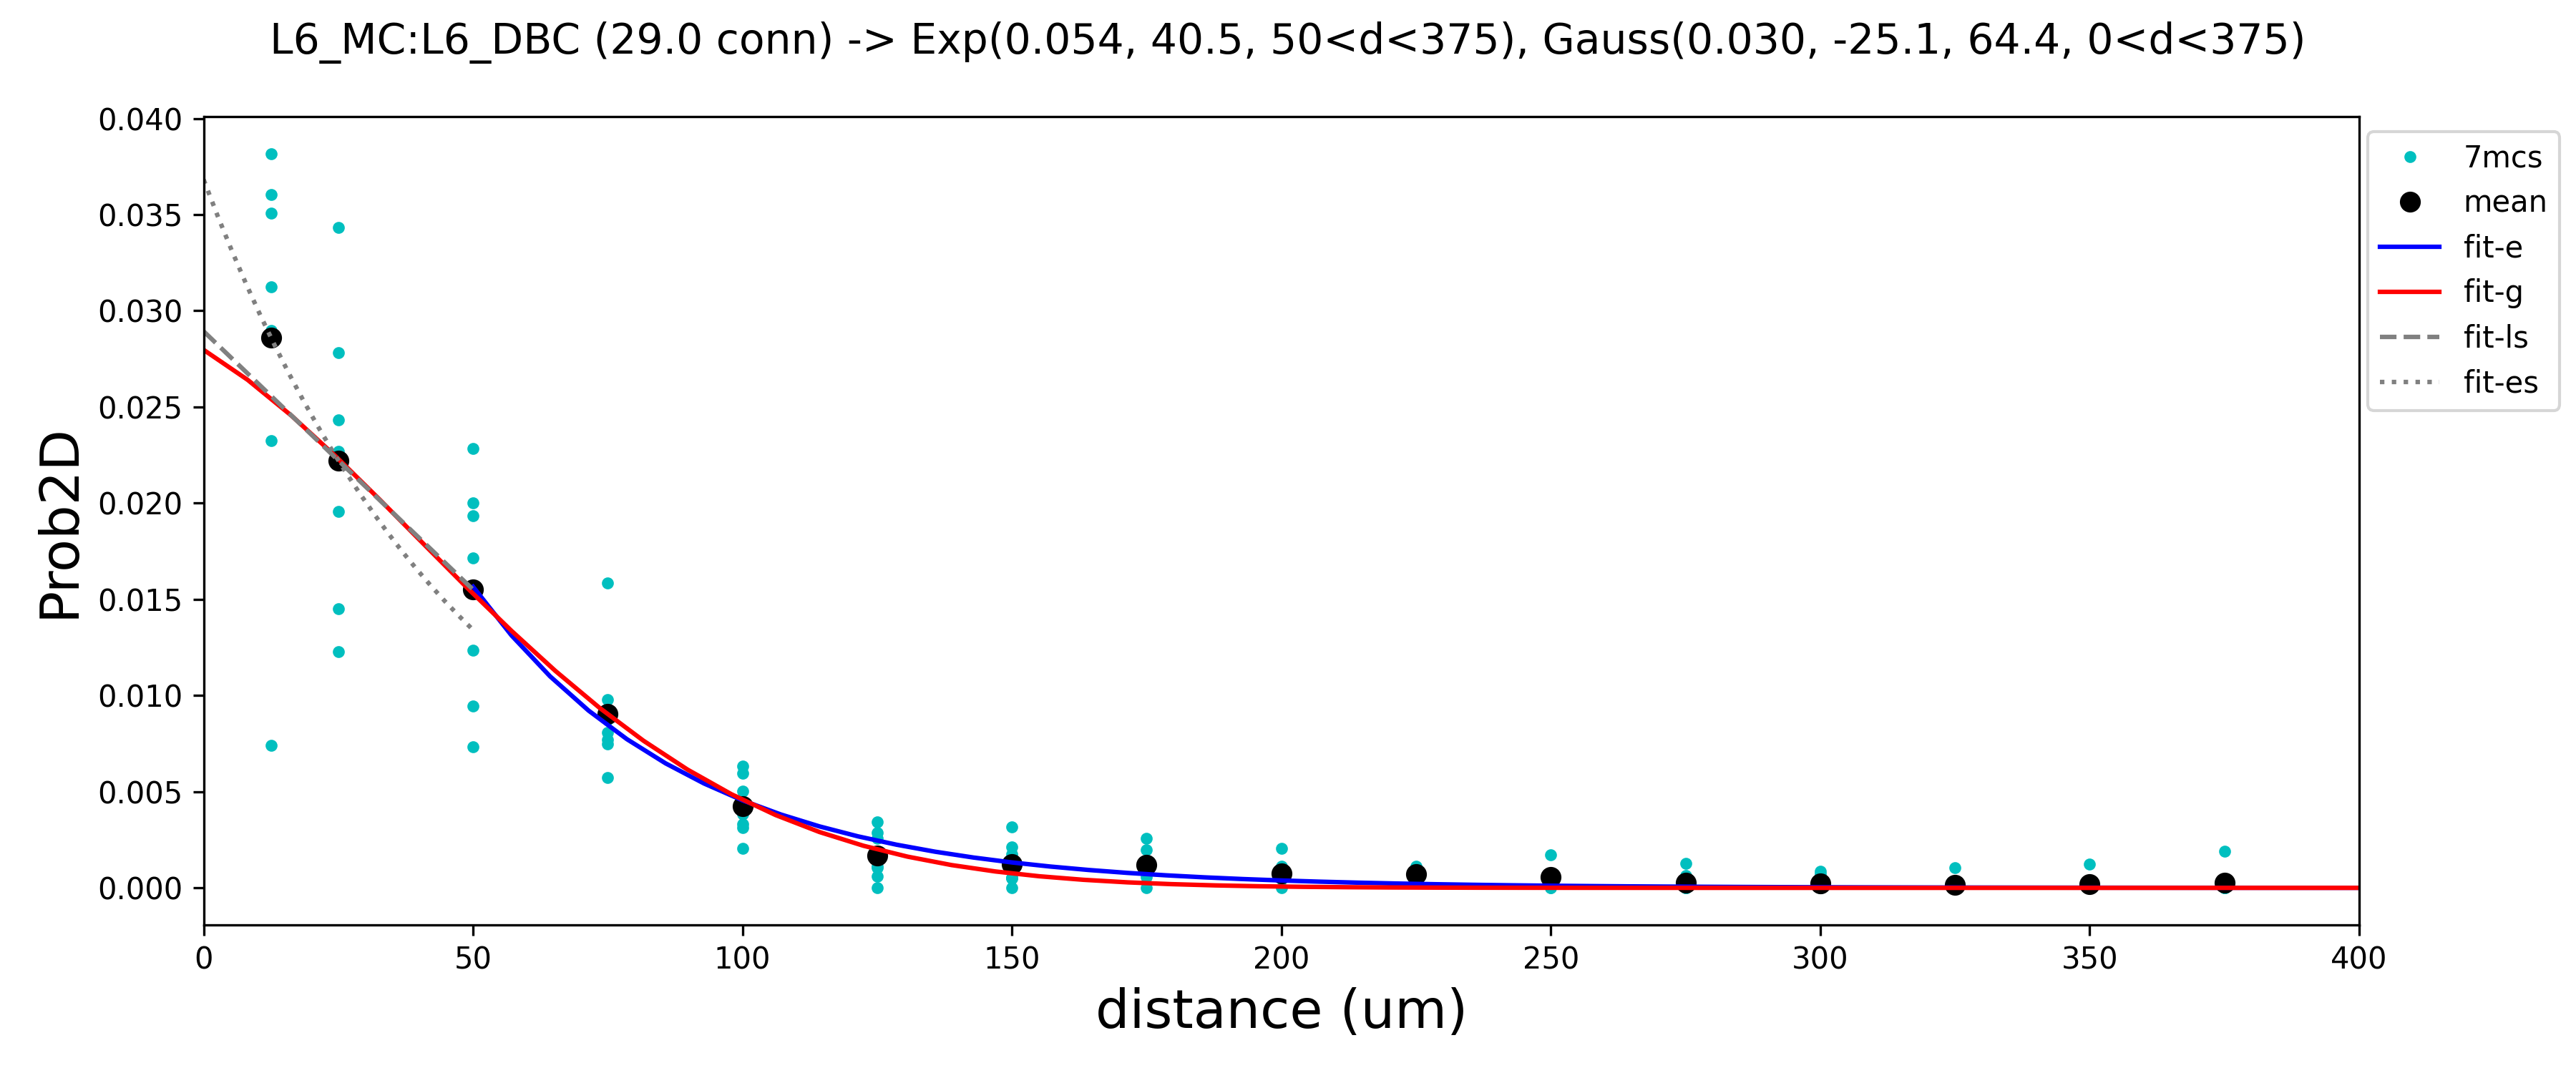 L6_MC:L6_DBC (29.0 conn) -> Exp(0.054, 40.5, 50<d<375), Gauss(0.030, -25.1, 64.4, 0<d<375)
0.040
0.035
0.030
0.025
0.020
0.015
0.010
0.005
0.000
Prob2D
0 50 100 150 200 250 300 350 400
distance (um)
7mcs
mean
fit-e
fit-g
fit-ls
fit-es